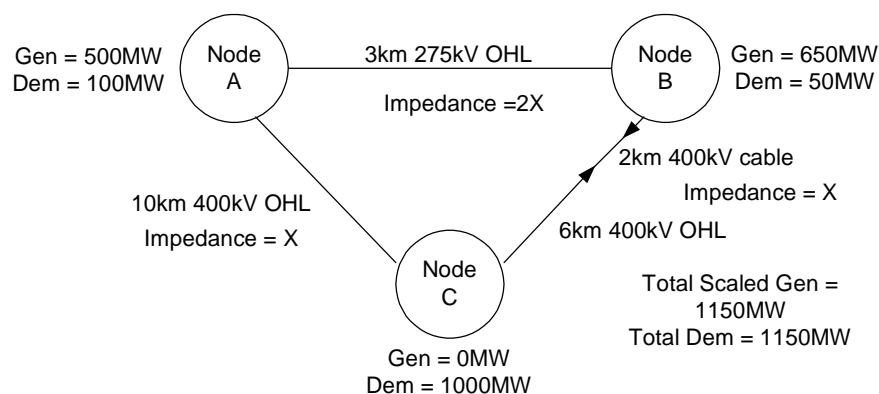 Gen = 500MW
Dem = 100MW
Node
A
3km 275kV OHL
Impedance =2X
Node
B
Gen = 650MW
Dem = 50MW
2km 400kV cable
Impedance = X
10km 400kV OHL
Impedance = X
6km 400kV OHL
Node
C
Total Scaled Gen =
1150MW
Total Dem = 1150MW
Gen = 0MW
Dem = 1000MW